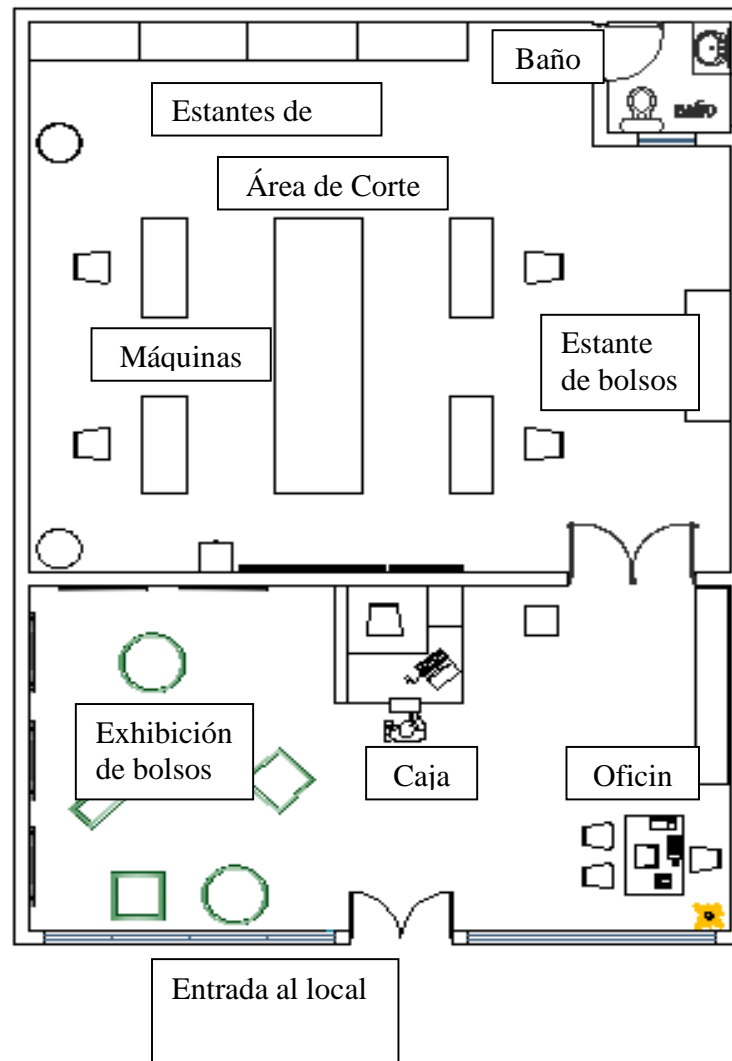 Baño
BAÑO
Estantes de
Área de Corte
Máquinas
Estante
de bolsos
Exhibición
de bolsos
Caja
Oficin
Entrada al local